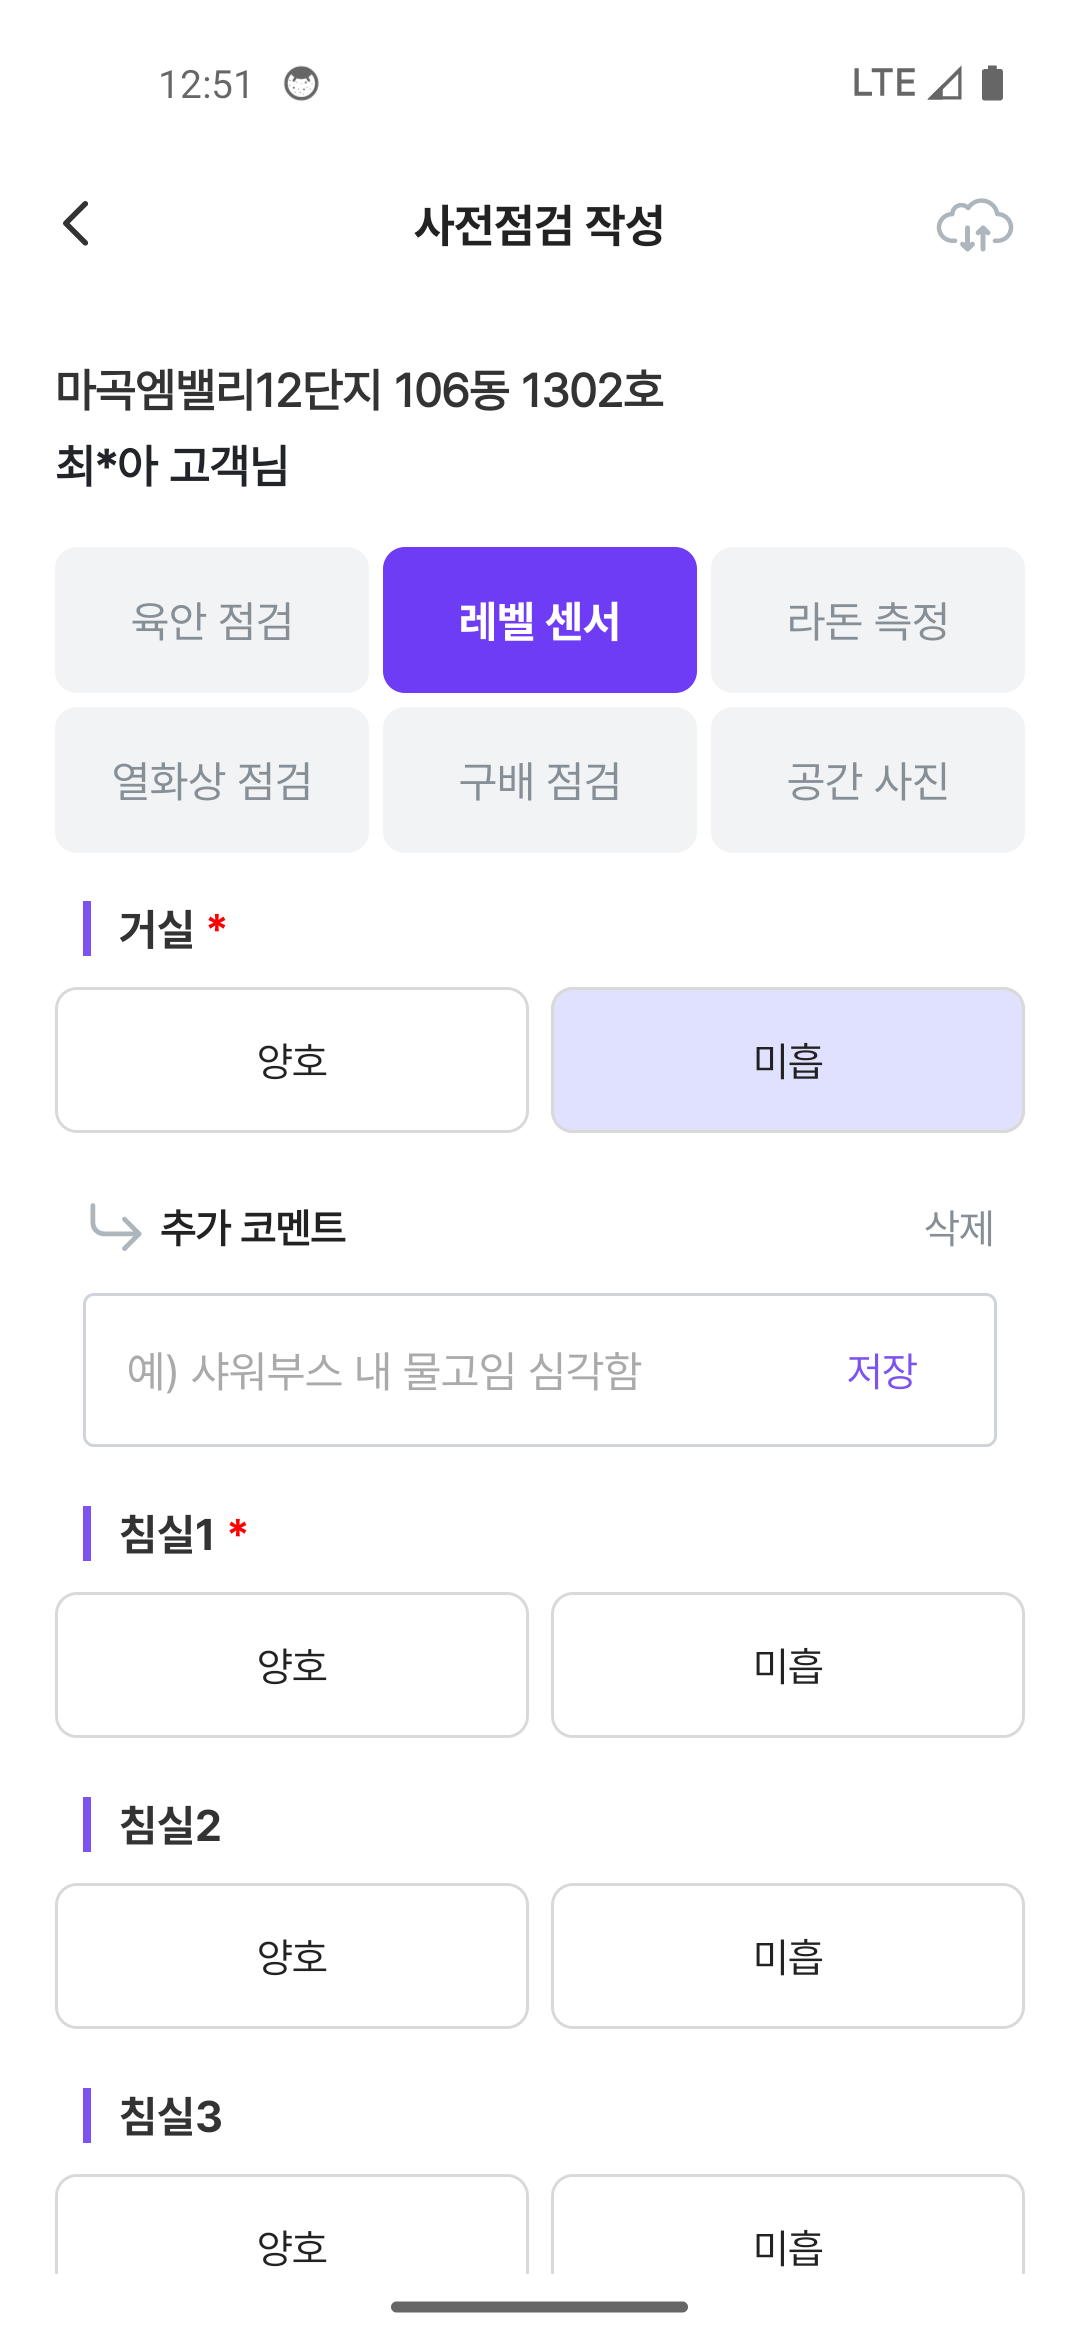 12:51 LTE
사전점검 작성
마곡엠밸리12단지 106동 1302호
최*아 고객님
육안 점검 레벨 센서 라돈 측정
열화상 점검 구배 점검 공간 사진
거실 *
양호 미흡
추가 코멘트 삭제
예) 샤워부스 내 물고임 심각함 저장
침실1 *
양호 미흡
침실2
양호 미흡
침실3
양호 미흡